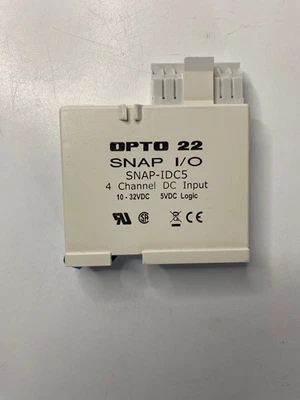 OPTO 22
SNAP I/O
SNAP-IDC5
4 Channel DC Input
10 - 32VDC 5VDC Logic